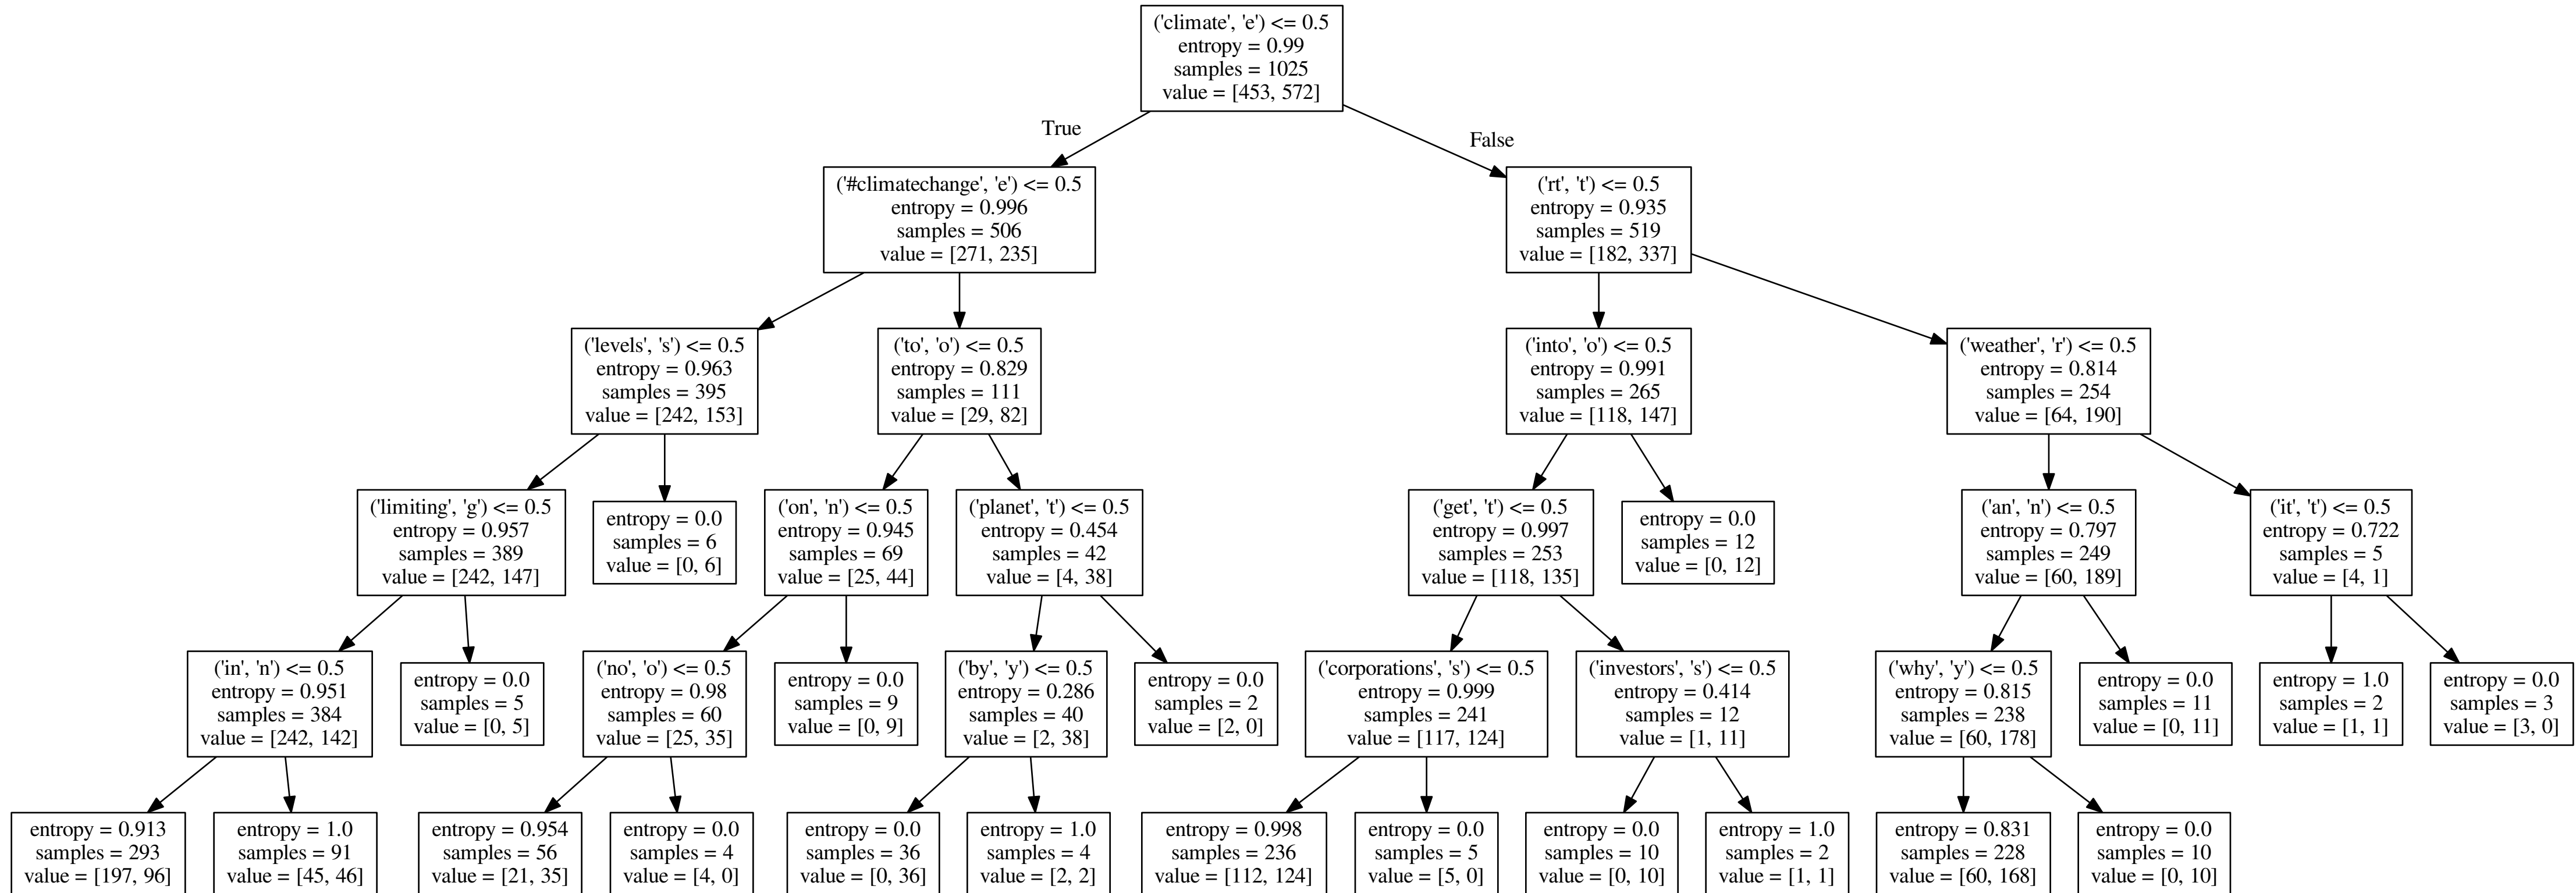 ('climate', 'e') <= 0.5
entropy = 0.99
samples = 1025
value = [453, 572]
True
False
('#climatechange', 'e') <= 0.5
entropy = 0.996
samples = 506
value = [271, 235]
('rt', 't') <= 0.5
entropy = 0.935
samples = 519
value = [182, 337]
('levels', 's') <= 0.5
entropy = 0.963
samples = 395
value = [242, 153]
('to', 'o') <= 0.5
entropy = 0.829
samples = 111
value = [29, 82]
('into', 'o') <= 0.5
entropy = 0.991
samples = 265
value = [118, 147]
('weather', 'r') <= 0.5
entropy = 0.814
samples = 254
value = [64, 190]
('limiting', 'g') <= 0.5
entropy = 0.957
samples = 389
value = [242, 147]
entropy = 0.0
samples = 6
value = [0, 6]
('on', 'n') <= 0.5
entropy = 0.945
samples = 69
value = [25, 44]
('planet', 't') <= 0.5
entropy = 0.454
samples = 42
value = [4, 38]
('get', 't') <= 0.5
entropy = 0.997
samples = 253
value = [118, 135]
entropy = 0.0
samples = 12
value = [0, 12]
('an', 'n') <= 0.5
entropy = 0.797
samples = 249
value = [60, 189]
('it', 't') <= 0.5
entropy = 0.722
samples = 5
value = [4, 1]
('in', 'n') <= 0.5
entropy = 0.951
samples = 384
value = [242, 142]
entropy = 0.0
samples = 5
value = [0, 5]
('no', 'o') <= 0.5
entropy = 0.98
samples = 60
value = [25, 35]
entropy = 0.0
samples = 9
value = [0, 9]
('by', 'y') <= 0.5
entropy = 0.286
samples = 40
value = [2, 38]
entropy = 0.0
samples = 2
value = [2, 0]
('corporations', 's') <= 0.5
entropy = 0.999
samples = 241
value = [117, 124]
('investors', 's') <= 0.5
entropy = 0.414
samples = 12
value = [1, 11]
('why', 'y') <= 0.5
entropy = 0.815
samples = 238
value = [60, 178]
entropy = 0.0
samples = 11
value = [0, 11]
entropy = 1.0
samples = 2
value = [1, 1]
entropy = 0.0
samples = 3
value = [3, 0]
entropy = 0.913
samples = 293
value = [197, 96]
entropy = 1.0
samples = 91
value = [45, 46]
entropy = 0.954
samples = 56
value = [21, 35]
entropy = 0.0
samples = 4
value = [4, 0]
entropy = 0.0
samples = 36
value = [0, 36]
entropy = 1.0
samples = 4
value = [2, 2]
entropy = 0.998
samples = 236
value = [112, 124]
entropy = 0.0
samples = 5
value = [5, 0]
entropy = 0.0
samples = 10
value = [0, 10]
entropy = 1.0
samples = 2
value = [1, 1]
entropy = 0.831
samples = 228
value = [60, 168]
entropy = 0.0
samples = 10
value = [0, 10]